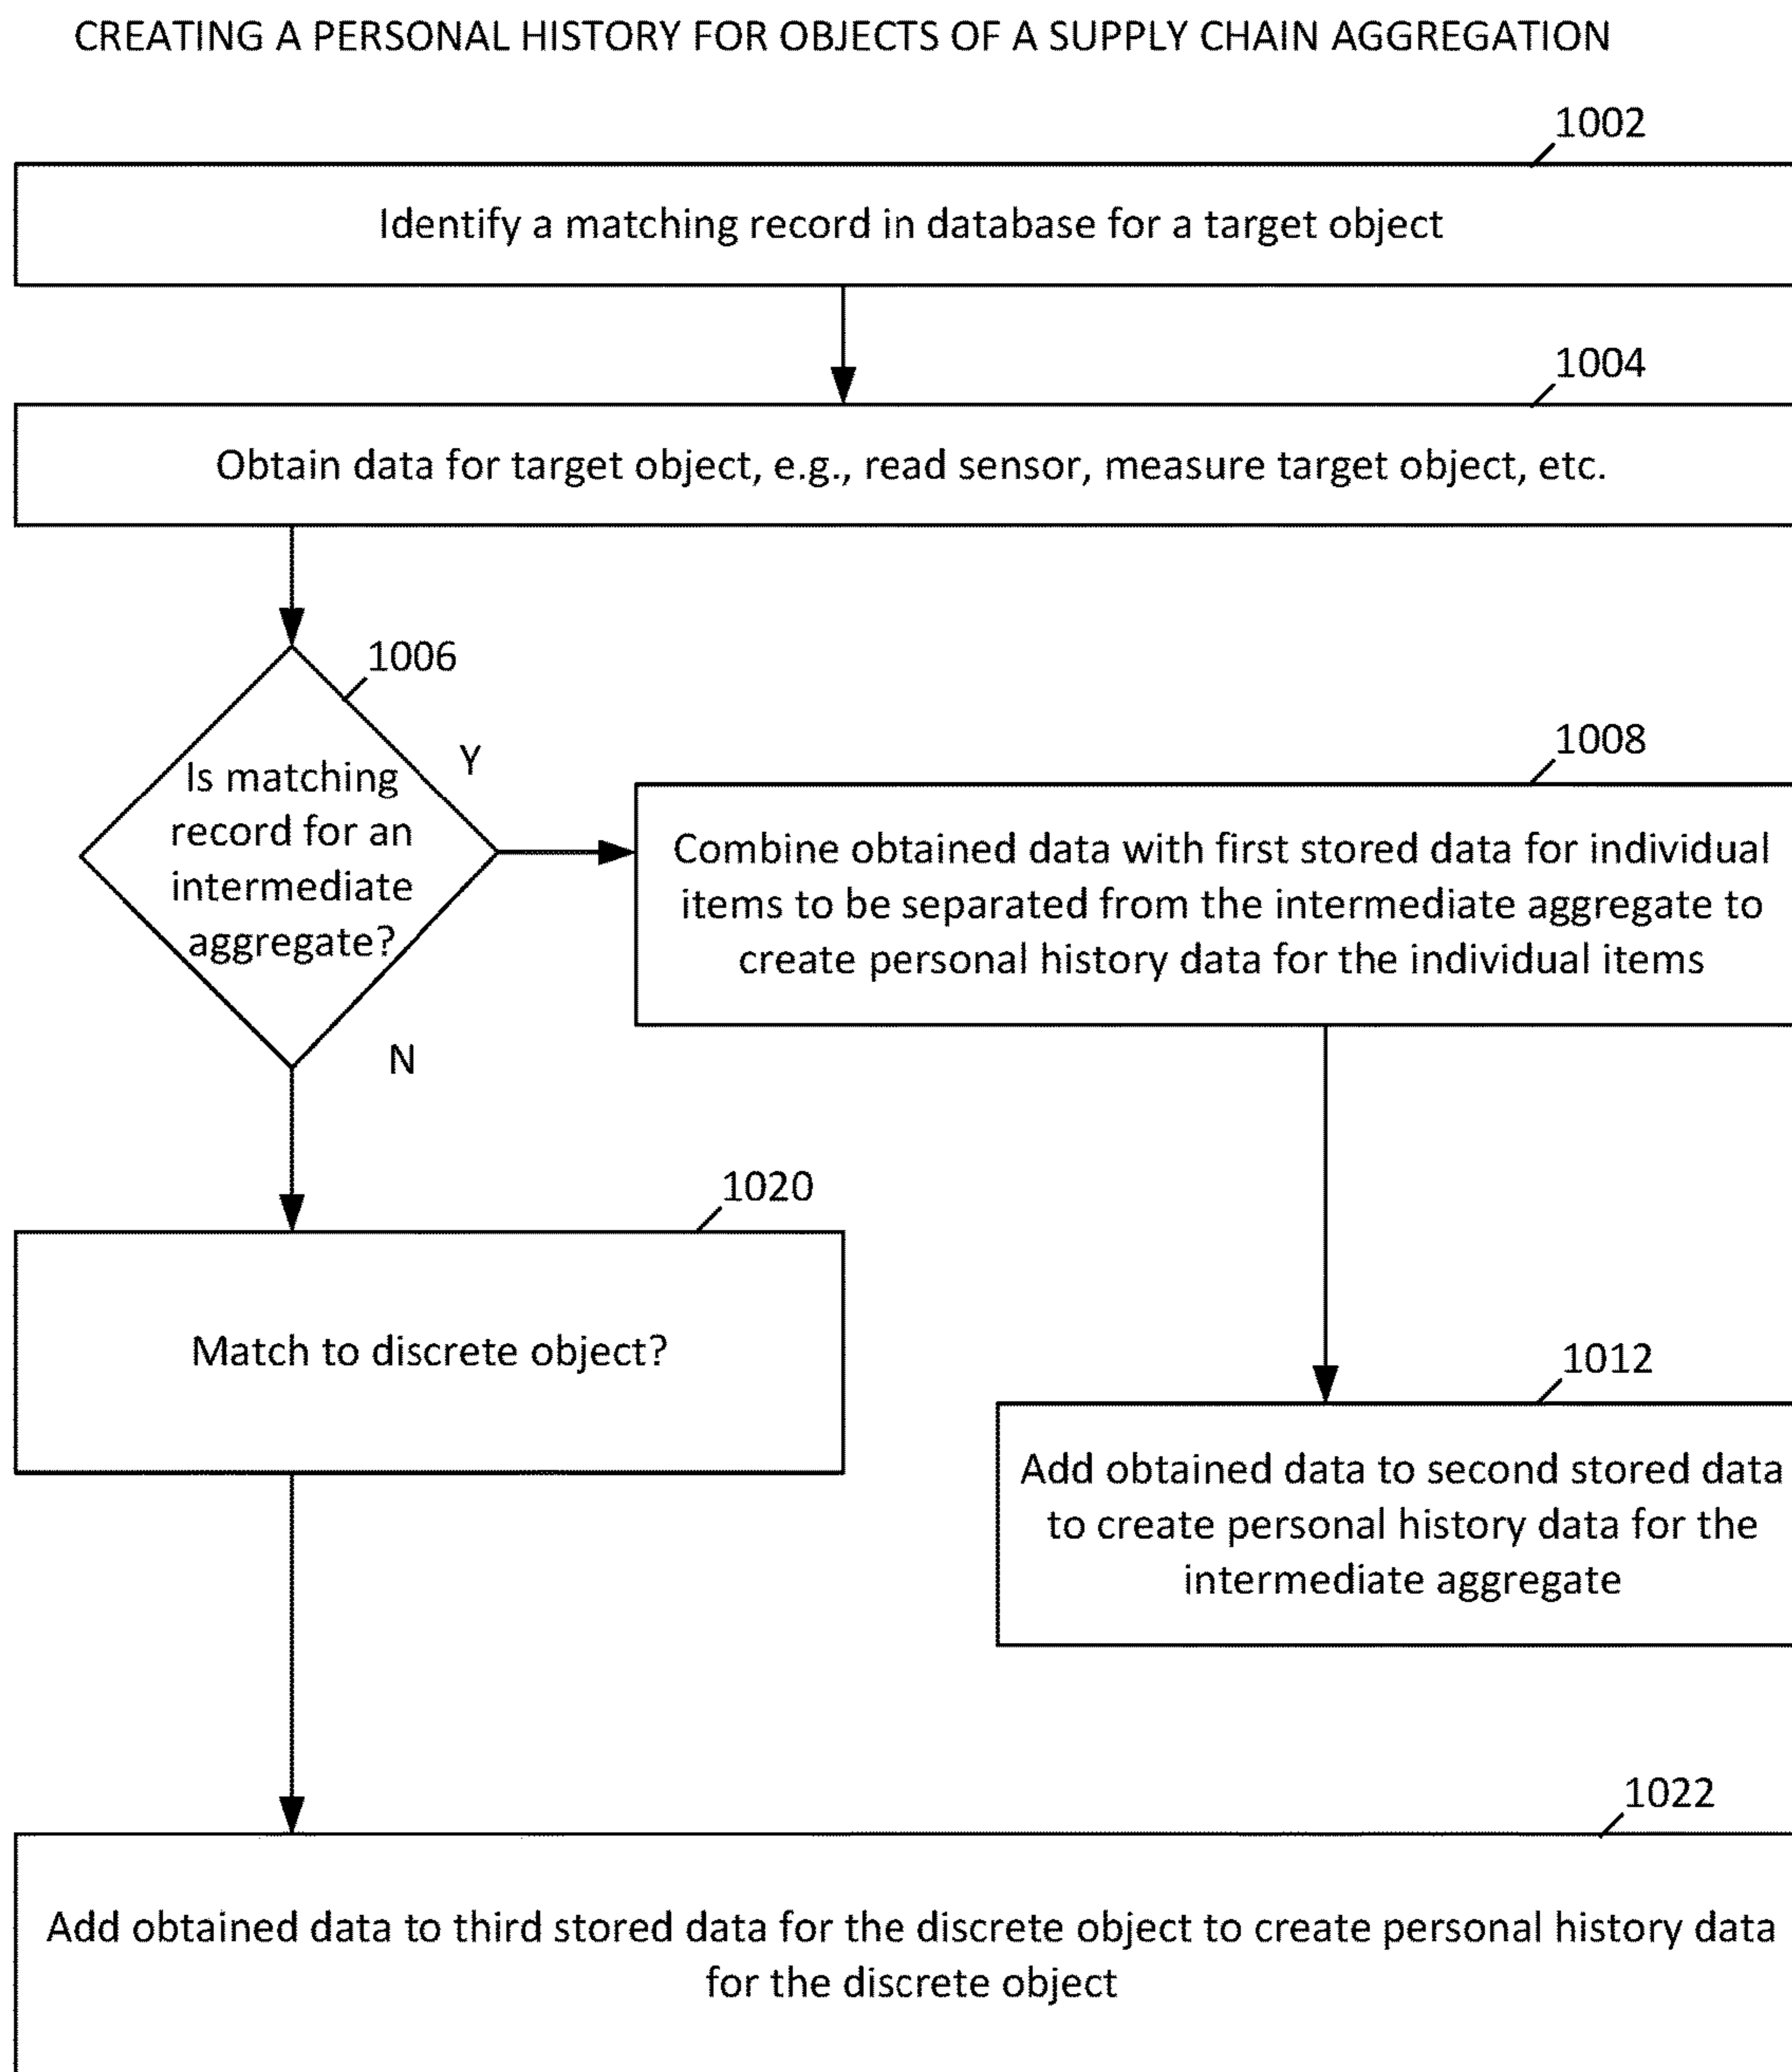 CREATING A PERSONAL HISTORY FOR OBJECTS OF A SUPPLY CHAIN AGGREGATION
1002
Identify a matching record in database for a target object
1004
Obtain data for target object, e.g., read sensor, measure target object, etc.
1006
Is matching
record for an
intermediate
aggregate?
Y
N
1008
Combine obtained data with first stored data for individual
items to be separated from the intermediate aggregate to
create personal history data for the individual items
1020
Match to discrete object?
1012
Add obtained data to second stored data
to create personal history data for the
intermediate aggregate
1022
Add obtained data to third stored data for the discrete object to create personal history data
for the discrete object